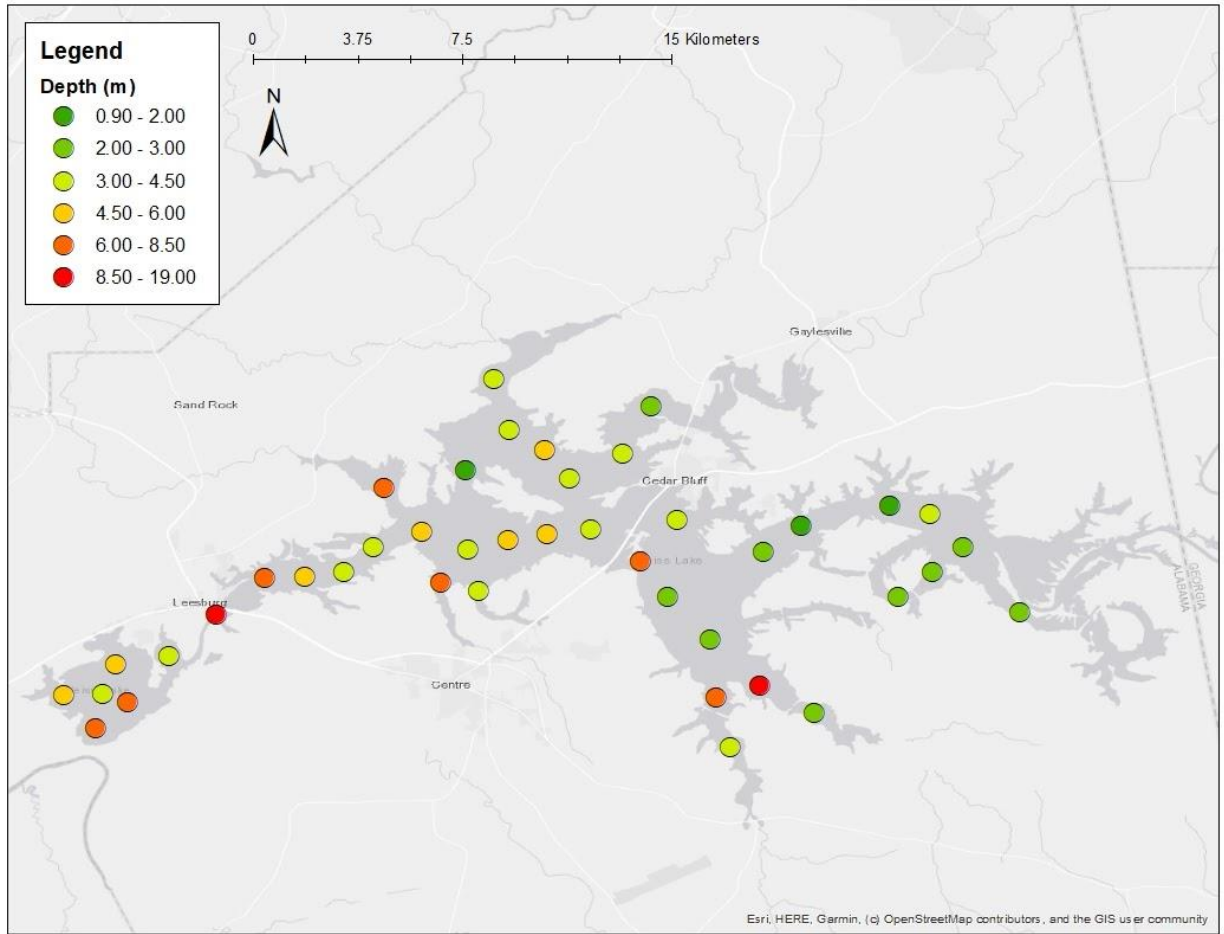 Legend
Depth (m)
0.90 - 2.00
2.00 - 3.00
3.00 - 4.50
4.50 - 6.00
6.00 - 8.50
8.50 - 19.00
0 3.75 7.5 15 Kilometers
N
Gaylesville
Sand Rock
Cedar Bluff
Lake
Leesburg
Centre
GEORGIA
ALABAMA
Esri, HERE, Garmin, (c) OpenStreetMap contributors, and the GIS user community